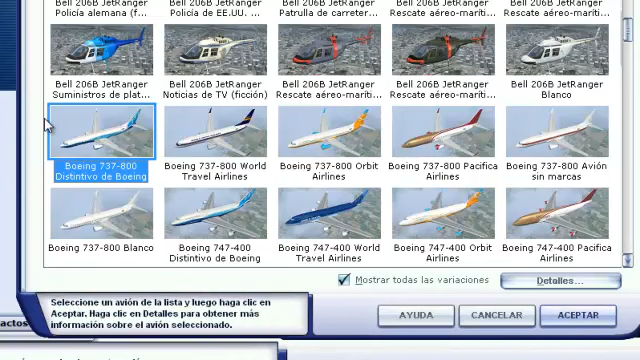 Bell 206B JetRanger Bell 206B JetRanger Bell 206B JetRanger Bell 206B JetRanger Bell 206B JetRanger
Policía alemana (f... Policía de EE.UU. ... Patrulla de carreter... Rescate aéreo-maríti... Rescate aéreo-maríti...
Bell 206B JetRanger Bell 206B JetRanger Bell 206B JetRanger Bell 206B JetRanger Bell 206B JetRanger
Suministros de plat... Noticias de TV (ficción) Rescate aéreo-maríti... Rescate aéreo-maríti... Blanco
Boeing 737-800 Boeing 737-800 World Boeing 737-800 Orbit Boeing 737-800 Pacifica Boeing 737-800 Avión
Distintivo de Boeing Travel Airlines Airlines Airlines sin marcas
Boeing 737-800 Blanco Boeing 747-400 Boeing 747-400 World Boeing 747-400 Orbit Boeing 747-400 Pacifica
Distintivo de Boeing Travel Airlines Airlines Airlines
Mostrar todas las variaciones Detalles...
Seleccione un avión de la lista y luego haga clic en
Aceptar. Haga clic en Detalles para obtener más
información sobre el avión seleccionado.
AYUDA CANCELAR ACEPTAR
actos